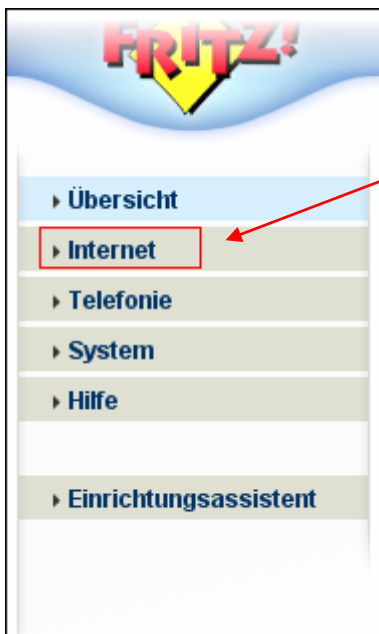 FRITZ!
Übersicht
Internet
Telefonie
System
Hilfe
Einrichtungsassistent